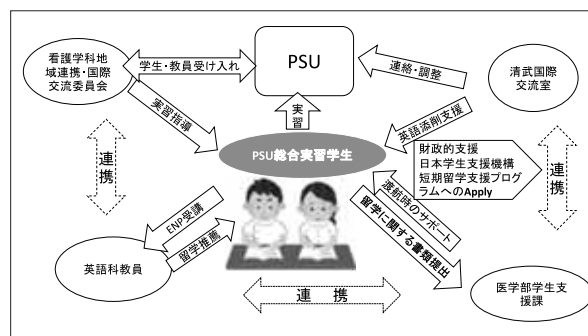 看護学科地
域連携・国際
交流委員会
学生・教員受け入れ
PSU
連絡・調整
清武国際
交流室
実習指導
実習
英語添削支援
PSU総合実習学生
財政的支援
日本学生支援機構
短期留学支援プログ
ラムへのApply
連携
連携
ENP受講
留学推薦
渡航時のサポート
留学に関する書類提出
英語科教員
連 携
医学部学生支
援課